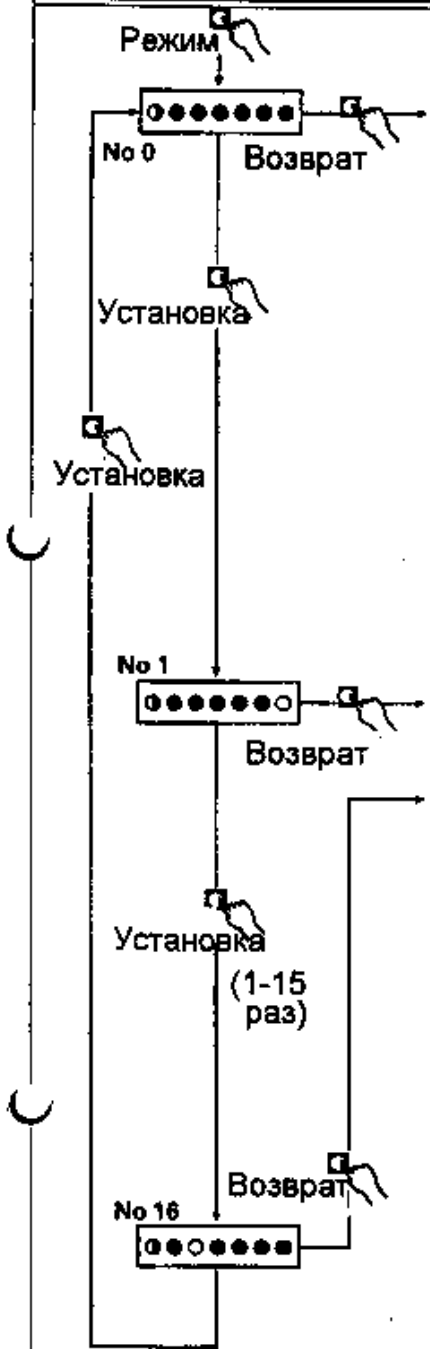 Режим
No 0
Возврат
Установка
Установка
No 1
Возврат
Установка
(1-15
раз)
Возврат
No 16